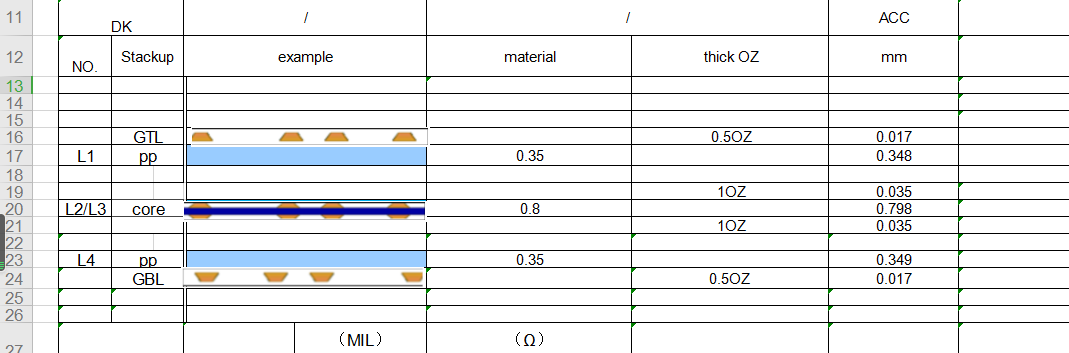 11 DK / / ACC
12 NO. Stackup example material thick OZ mm
13
14
15
16 GTL 0.5OZ 0.017
17 L1 pp 0.35 0.348
18
19 1OZ 0.035
20 L2/L3 core 0.8 0.798
21 1OZ 0.035
22
23 L4 pp 0.35 0.349
24 GBL 0.5OZ 0.017
25
26
27 （MIL） （Ω）